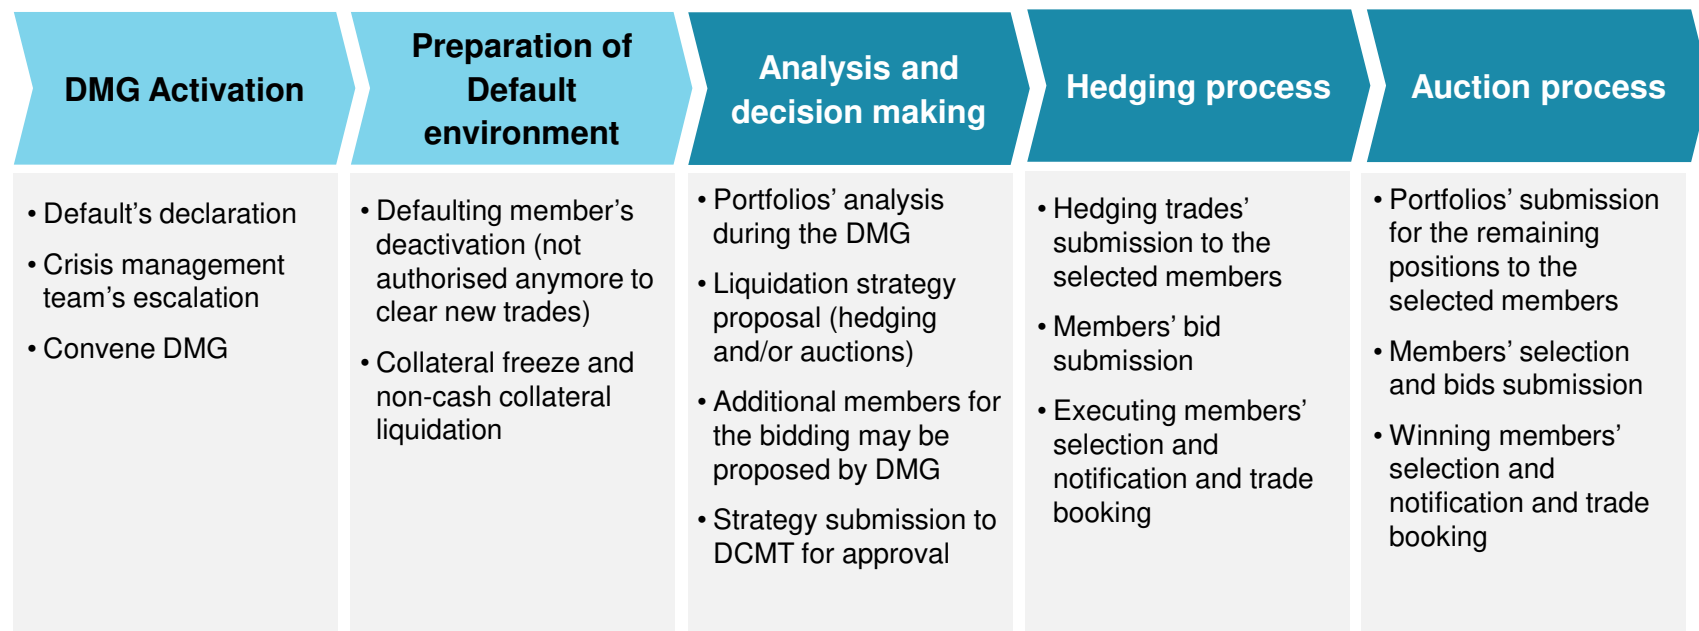 DMG Activation
• Default’s declaration
• Crisis management
team’s escalation
• Convene DMG
Preparation of
Default
environment
• Defaulting member’s
deactivation (not
authorised anymore to
clear new trades)
• Collateral freeze and
non-cash collateral
liquidation
Analysis and
decision making
• Portfolios’ analysis
during the DMG
• Liquidation strategy
proposal (hedging
and/or auctions)
• Additional members for
the bidding may be
proposed by DMG
• Strategy submission to
DCMT for approval
Hedging process
• Hedging trades’
submission to the
selected members
• Members’ bid
submission
• Executing members’
selection and
notification and trade
booking
Auction process
• Portfolios’ submission
for the remaining
positions to the
selected members
• Members’ selection
and bids submission
• Winning members’
selection and
notification and trade
booking